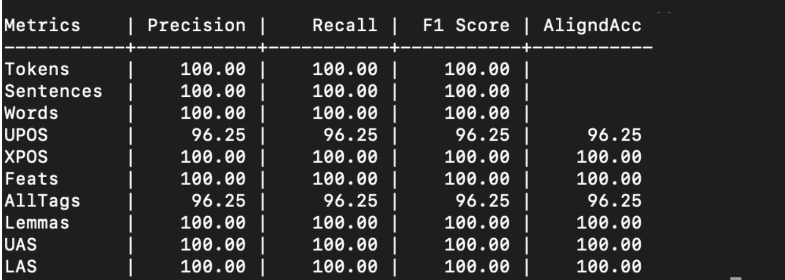 Metrics    | Precision |    Recall |  F1 Score | AligndAcc
-----------+-----------+-----------+-----------+-----------
Tokens     |    100.00 |    100.00 |    100.00 |
Sentences  |    100.00 |    100.00 |    100.00 |
Words      |    100.00 |    100.00 |    100.00 |
UPOS       |     96.25 |     96.25 |     96.25 |     96.25
XPOS       |    100.00 |    100.00 |    100.00 |    100.00
Feats      |    100.00 |    100.00 |    100.00 |    100.00
AllTags    |     96.25 |     96.25 |     96.25 |     96.25
Lemmas     |    100.00 |    100.00 |    100.00 |    100.00
UAS        |    100.00 |    100.00 |    100.00 |    100.00
LAS        |    100.00 |    100.00 |    100.00 |    100.00